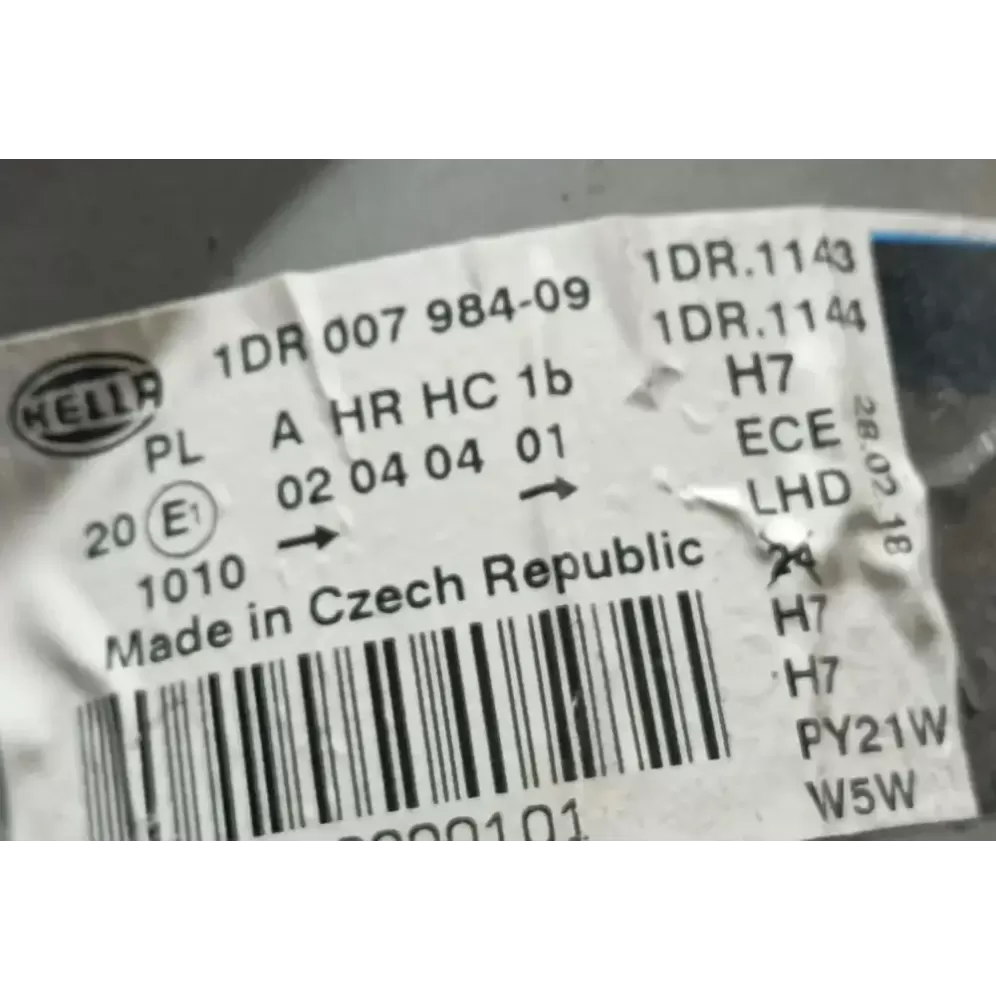 HELLA
1DR 007 984-09
1DR.1143
1DR.1144
PL A HR HC 1b
20 E1 02 04 04 01
1010 → →
Made in Czech Republic
H7
ECE
LHD
24
H7
H7
PY21W
W5W
28.02.18
0000101